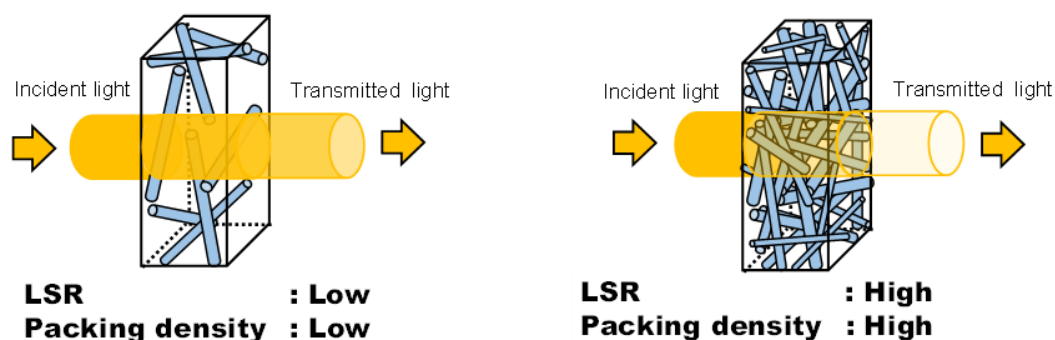 Incident light
Transmitted light
LSR : Low
Packing density : Low
Incident light
Transmitted light
LSR : High
Packing density : High